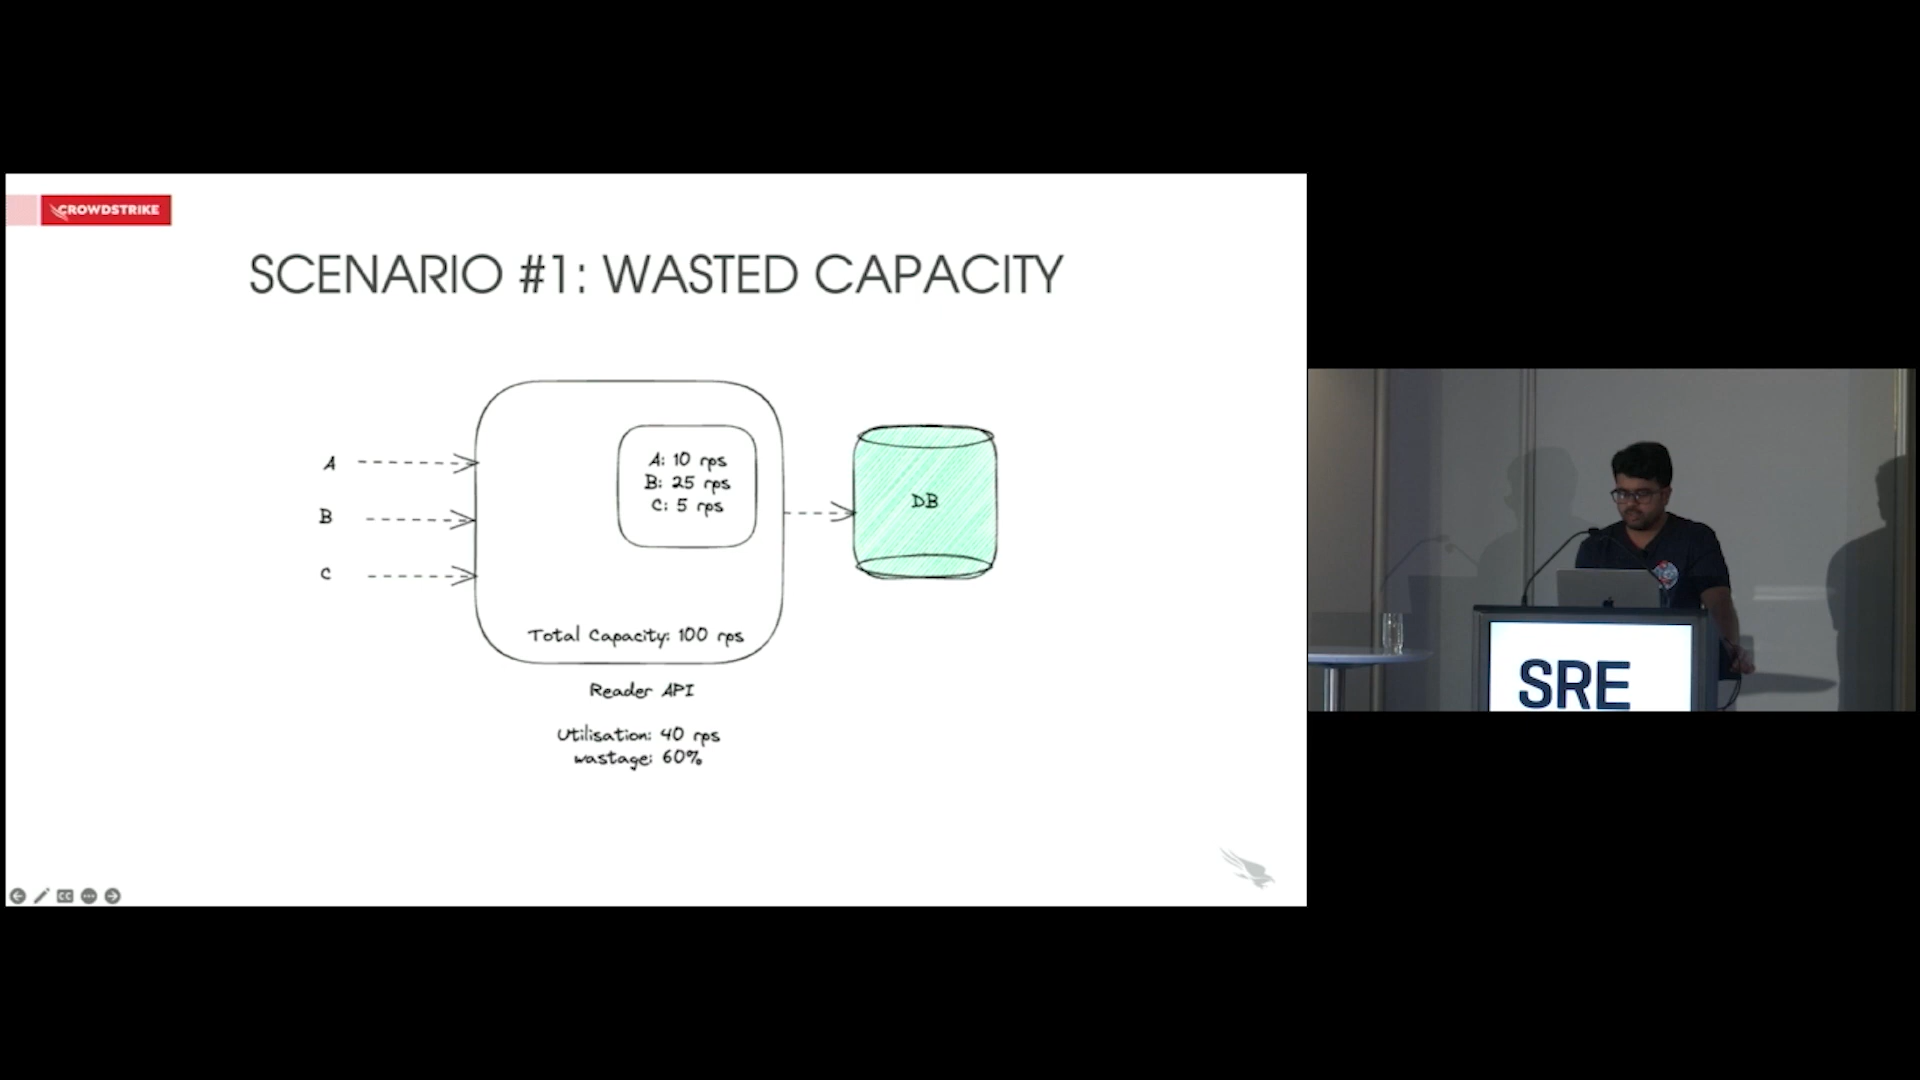 CROWDSTRIKE
SCENARIO #1: WASTED CAPACITY
A
B
C
A: 10 rps
B: 25 rps
C: 5 rps
Total Capacity: 100 rps
DB
Reader API
Utilisation: 40 rps
wastage: 60%
CC
SRE